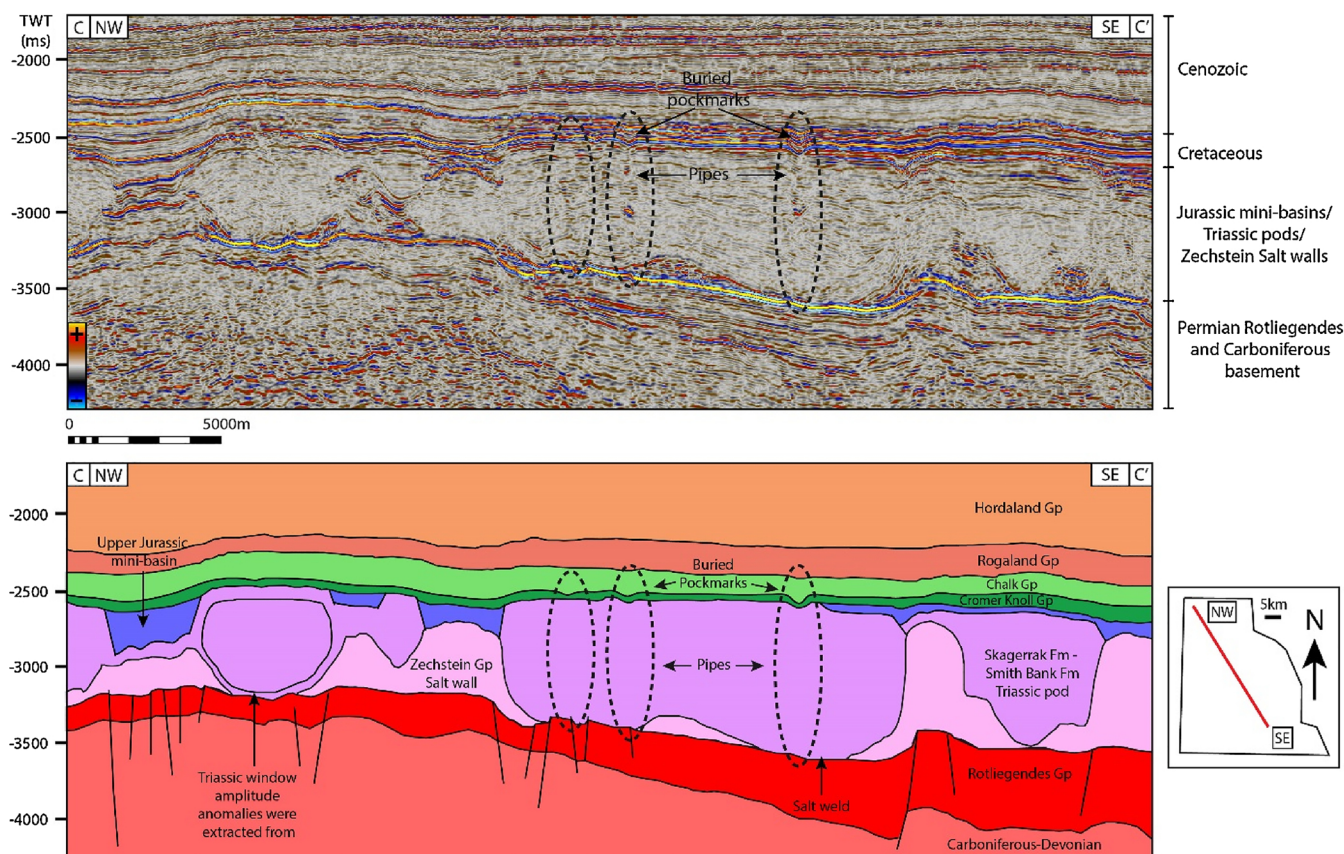 TWT
(ms)
C NW
SE C'
-2000
-2500
-3000
-3500
-4000
Buried
pockmarks
Pipes
+
-
0 5000m
Cenozoic
Cretaceous
Jurassic mini-basins/
Triassic pods/
Zechstein Salt walls
Permian Rotliegendes
and Carboniferous
basement
C NW
SE C'
-2000
-2500
-3000
-3500
-4000
Hordaland Gp
Upper Jurassic
mini-basin
Rogaland Gp
Buried
Pockmarks
Chalk Gp
Cromer Knoll Gp
Zechstein Gp
Salt wall
Pipes
Skagerrak Fm -
Smith Bank Fm
Triassic pod
Triassic window
amplitude
anomalies were
extracted from
Salt weld
Rotliegendes Gp
Carboniferous-Devonian
NW
5km
N
SE